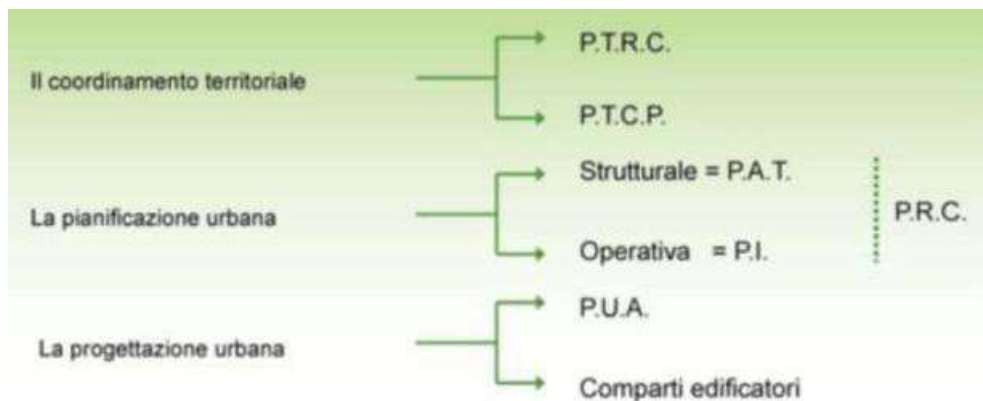 P.T.R.C.
Il coordinamento territoriale
P.T.C.P.
Strutturale = P.A.T.
La pianificazione urbana
P.R.C.
Operativa = P.I.
P.U.A.
La progettazione urbana
Comparti edificatori